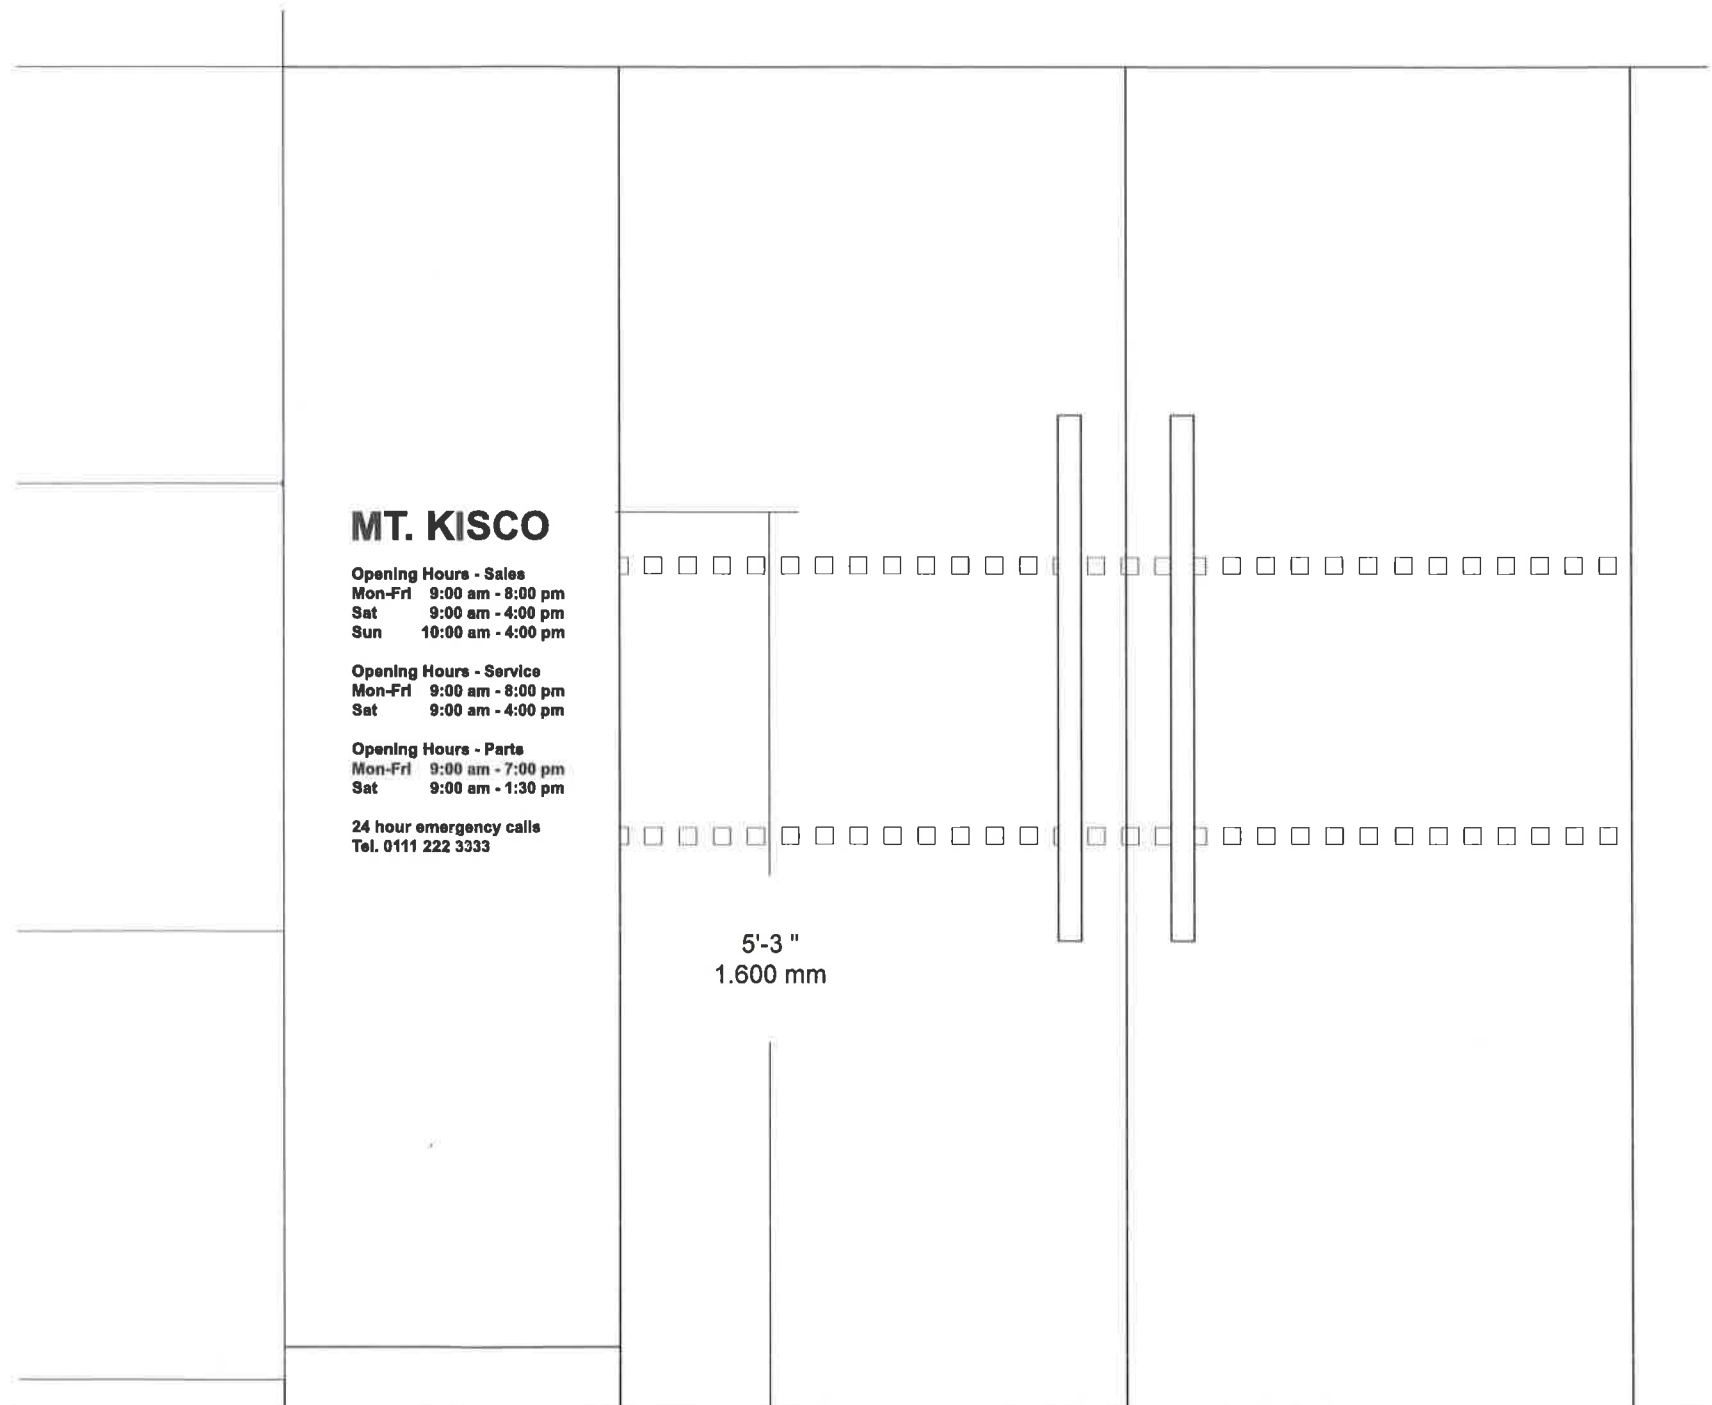 MT. KISCO
Opening Hours - Sales
Mon-Fri 9:00 am - 8:00 pm
Sat 9:00 am - 4:00 pm
Sun 10:00 am - 4:00 pm
Opening Hours - Service
Mon-Fri 9:00 am - 8:00 pm
Sat 9:00 am - 4:00 pm
Opening Hours - Parts
Mon-Fri 9:00 am - 7:00 pm
Sat 9:00 am - 1:30 pm
24 hour emergency calls
Tel. 0111 222 3333
5'-3 "
1.600 mm